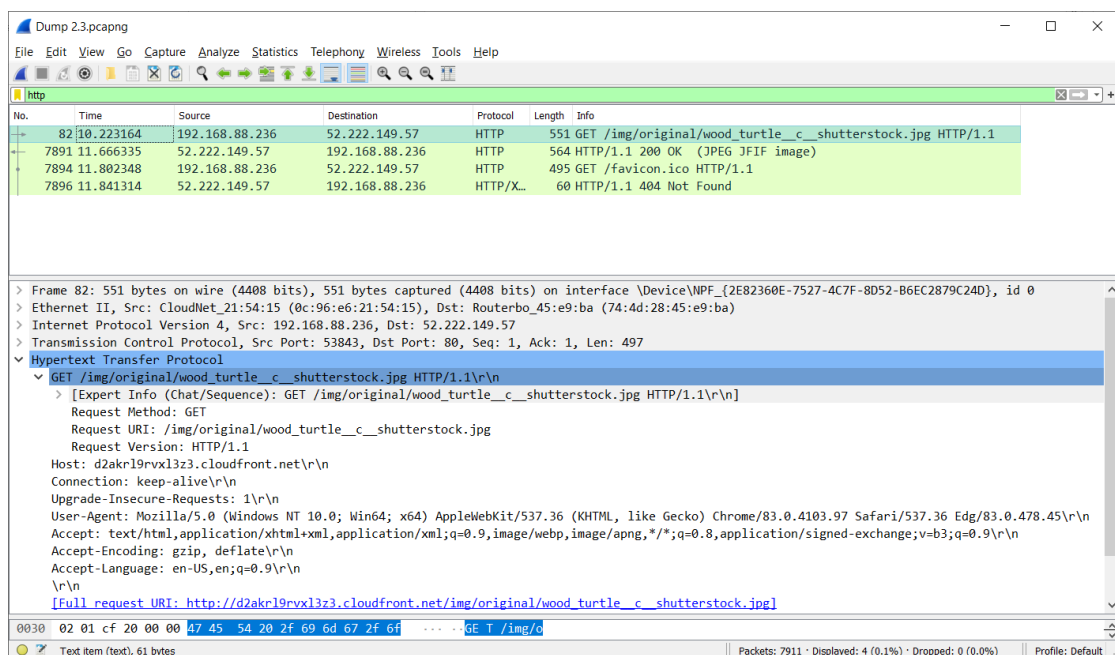 Dump 2.3.pcapng
File Edit View Go Capture Analyze Statistics Telephony Wireless Tools Help
http
No. Time Source Destination Protocol Length Info
82 10.223164 192.168.88.236 52.222.149.57 HTTP 551 GET /img/original/wood_turtle__c__shutterstock.jpg HTTP/1.1
7891 11.666335 52.222.149.57 192.168.88.236 HTTP 564 HTTP/1.1 200 OK (JPEG JFIF image)
7894 11.802348 192.168.88.236 52.222.149.57 HTTP 495 GET /favicon.ico HTTP/1.1
7896 11.841314 52.222.149.57 192.168.88.236 HTTP/X… 60 HTTP/1.1 404 Not Found
Frame 82: 551 bytes on wire (4408 bits), 551 bytes captured (4408 bits) on interface \Device\NPF_{2E82360E-7527-4C7F-8D52-B6EC2879C24D}, id 0
Ethernet II, Src: CloudNet_21:54:15 (0c:96:e6:21:54:15), Dst: Routerbo_45:e9:ba (74:4d:28:45:e9:ba)
Internet Protocol Version 4, Src: 192.168.88.236, Dst: 52.222.149.57
Transmission Control Protocol, Src Port: 53843, Dst Port: 80, Seq: 1, Ack: 1, Len: 497
Hypertext Transfer Protocol
GET /img/original/wood_turtle__c__shutterstock.jpg HTTP/1.1\r\n
[Expert Info (Chat/Sequence): GET /img/original/wood_turtle__c__shutterstock.jpg HTTP/1.1\r\n]
Request Method: GET
Request URI: /img/original/wood_turtle__c__shutterstock.jpg
Request Version: HTTP/1.1
Host: d2akrl9rvxl3z3.cloudfront.net\r\n
Connection: keep-alive\r\n
Upgrade-Insecure-Requests: 1\r\n
User-Agent: Mozilla/5.0 (Windows NT 10.0; Win64; x64) AppleWebKit/537.36 (KHTML, like Gecko) Chrome/83.0.4103.97 Safari/537.36 Edg/83.0.478.45\r\n
Accept: text/html,application/xhtml+xml,application/xml;q=0.9,image/webp,image/apng,*/*;q=0.8,application/signed-exchange;v=b3;q=0.9\r\n
Accept-Encoding: gzip, deflate\r\n
Accept-Language: en-US,en;q=0.9\r\n
\r\n
[Full request URI: http://d2akrl9rvxl3z3.cloudfront.net/img/original/wood_turtle__c__shutterstock.jpg]
0030 02 01 cf 20 00 00 47 45 54 20 2f 69 6d 67 2f 6f ··· ··GE T /img/o
Text item (text), 61 bytes Packets: 7911 · Displayed: 4 (0.1%) · Dropped: 0 (0.0%) Profile: Default